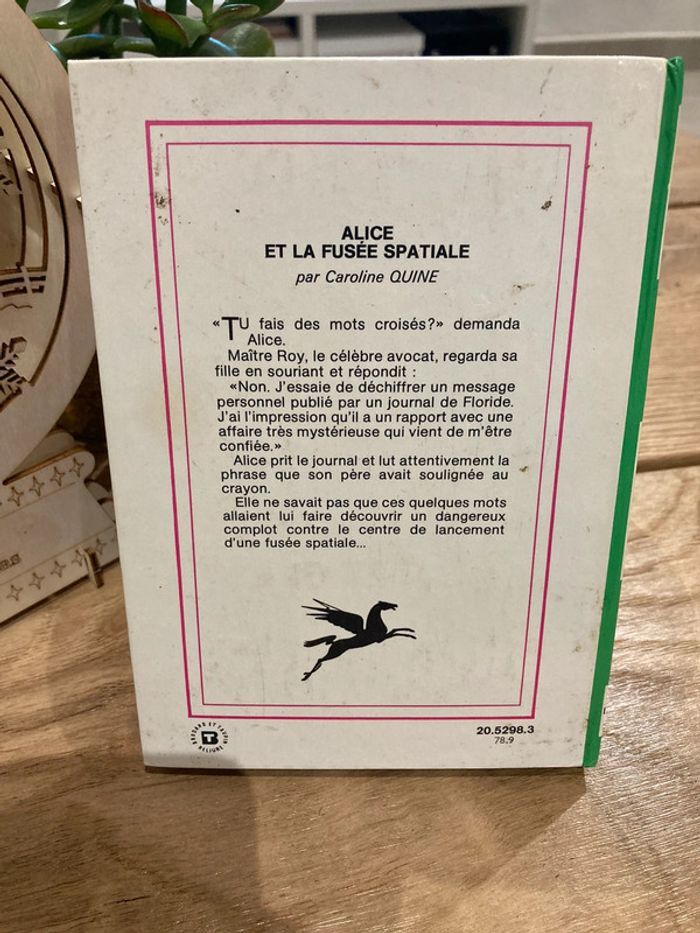 ALICE
ET LA FUSÉE SPATIALE
par Caroline QUINE
«TU fais des mots croisés?» demanda
Alice.
Maître Roy, le célèbre avocat, regarda sa
fille en souriant et répondit :
«Non. J'essaie de déchiffrer un message
personnel publié par un journal de Floride.
J'ai l'impression qu'il a un rapport avec une
affaire très mystérieuse qui vient de m'être
confiée.»
Alice prit le journal et lut attentivement la
phrase que son père avait soulignée au
crayon.
Elle ne savait pas que ces quelques mots
allaient lui faire découvrir un dangereux
complot contre le centre de lancement
d'une fusée spatiale...
BRODARD ET TAUPIN
RELIURE
20.5298.3
78.9